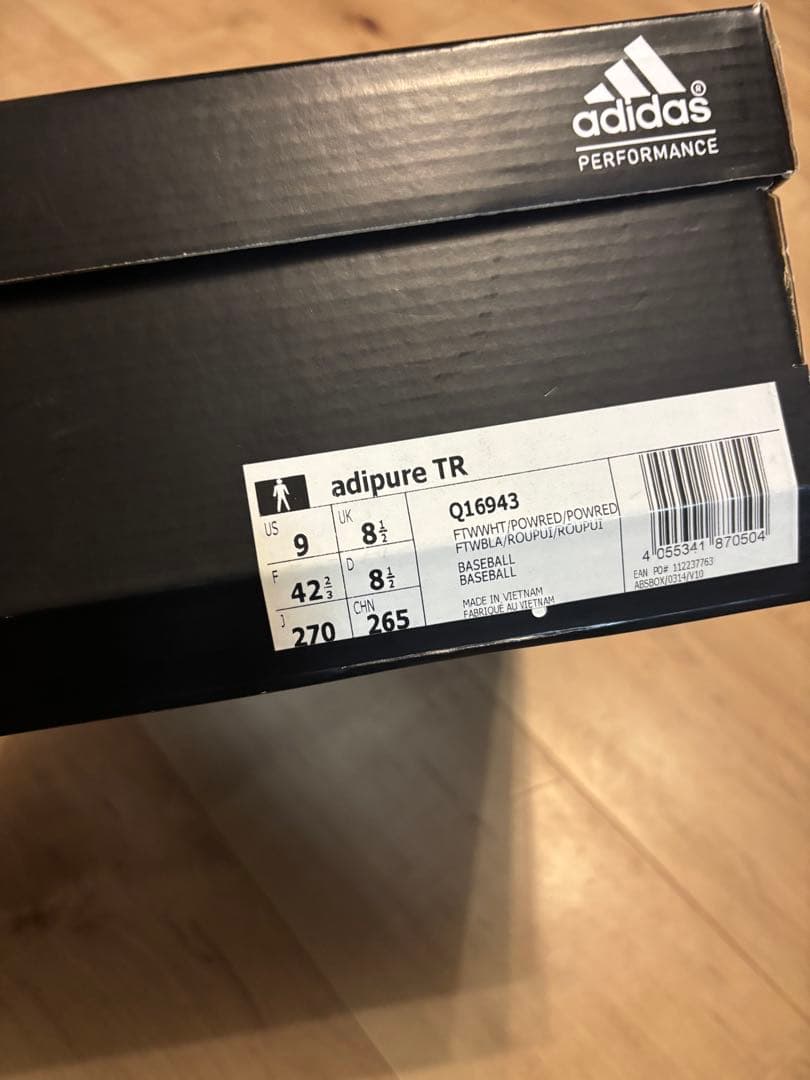 adidas®
PERFORMANCE
adipure TR
US 9
UK 8½
F 42⅔
D 8½
J 270
CHN 265
Q16943
FTWWHT/POWRED/POWRED
FTWBLA/ROUPUI/ROUPUI
BASEBALL
BASEBALL
MADE IN VIETNAM
FABRIQUE AU VIETNAM
4 055341 870504
EAN PO# 112237763
ABSBOX/0314/V10